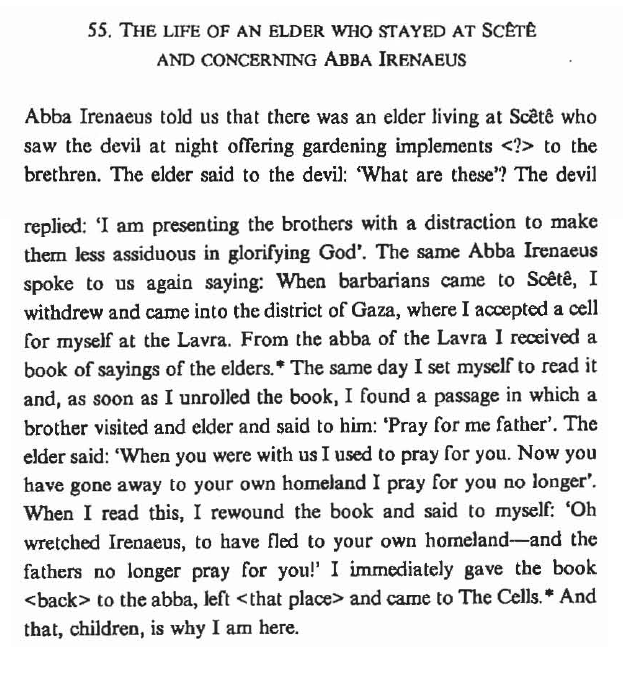 55. THE LIFE OF AN ELDER WHO STAYED AT SCÊTÊ
AND CONCERNING ABBA IRENAEUS
Abba Irenaeus told us that there was an elder living at Scêtê who
saw the devil at night offering gardening implements <?> to the
brethren. The elder said to the devil: ‘What are these’? The devil
replied: ‘I am presenting the brothers with a distraction to make
them less assiduous in glorifying God’. The same Abba Irenaeus
spoke to us again saying: When barbarians came to Scêtê, I
withdrew and came into the district of Gaza, where I accepted a cell
for myself at the Lavra. From the abba of the Lavra I received a
book of sayings of the elders.* The same day I set myself to read it
and, as soon as I unrolled the book, I found a passage in which a
brother visited and elder and said to him: ‘Pray for me father’. The
elder said: ‘When you were with us I used to pray for you. Now you
have gone away to your own homeland I pray for you no longer’.
When I read this, I rewound the book and said to myself: ‘Oh
wretched Irenaeus, to have fled to your own homeland—and the
fathers no longer pray for you!’ I immediately gave the book
<back> to the abba, left <that place> and came to The Cells.* And
that, children, is why I am here.